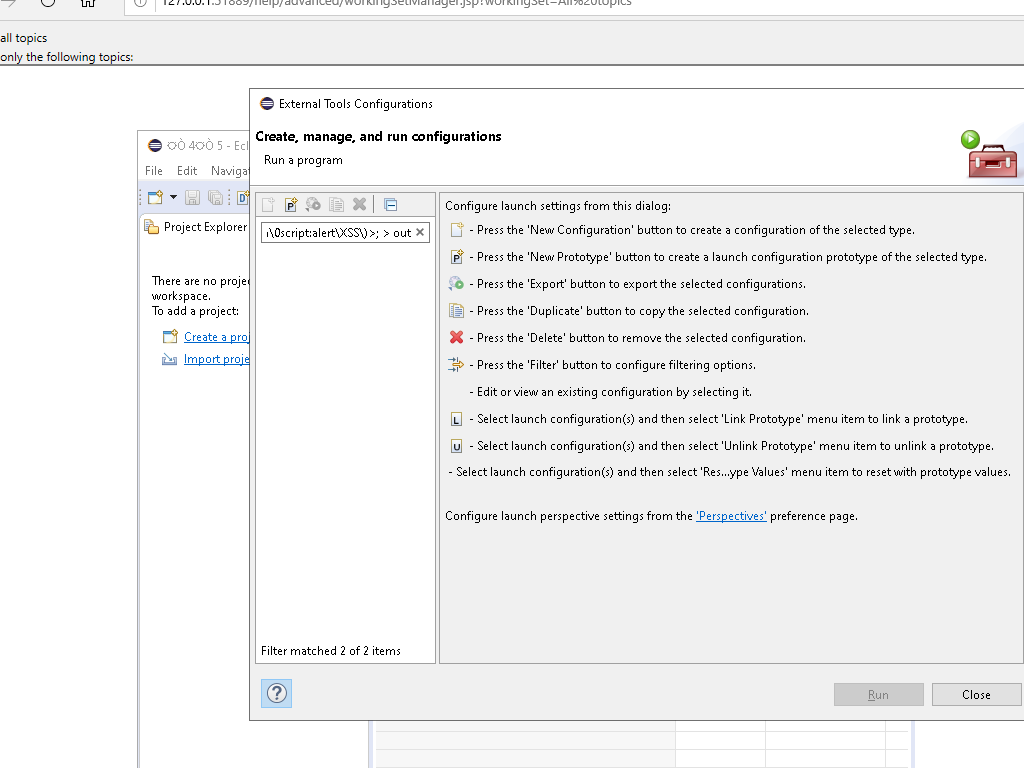 127.0.0.1:51889/help/advanced/workingSetManager.jsp?workingSet=All%20topics
all topics
only the following topics:
External Tools Configurations
Create, manage, and run configurations
Run a program
5 - Ecl
File Edit Navigat
Project Explorer
There are no proje
workspace.
To add a project:
Create a proj
Import proje
\0script:alert\XSS\)>; > out
Filter matched 2 of 2 items
Configure launch settings from this dialog:
- Press the 'New Configuration' button to create a configuration of the selected type.
- Press the 'New Prototype' button to create a launch configuration prototype of the selected type.
- Press the 'Export' button to export the selected configurations.
- Press the 'Duplicate' button to copy the selected configuration.
- Press the 'Delete' button to remove the selected configuration.
- Press the 'Filter' button to configure filtering options.
- Edit or view an existing configuration by selecting it.
L - Select launch configuration(s) and then select 'Link Prototype' menu item to link a prototype.
U - Select launch configuration(s) and then select 'Unlink Prototype' menu item to unlink a prototype.
- Select launch configuration(s) and then select 'Res...ype Values' menu item to reset with prototype values.
Configure launch perspective settings from the 'Perspectives' preference page.
Run
Close